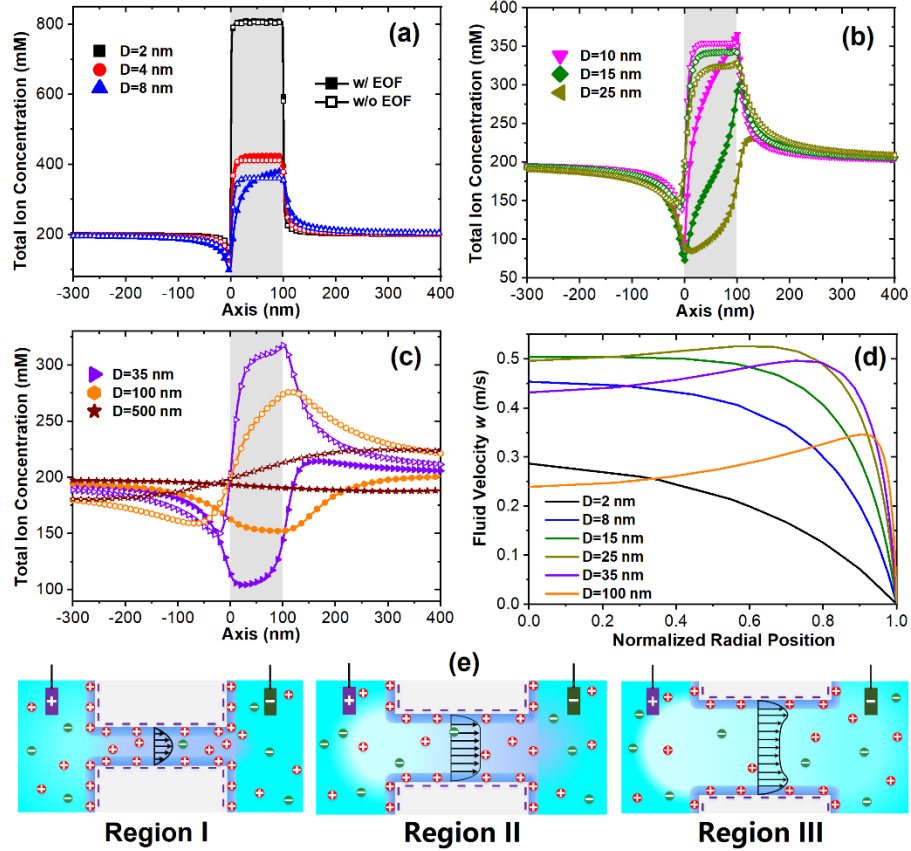 (a)
Total Ion Concentration (mM)
800
600
400
200
D=2 nm
D=4 nm
D=8 nm
w/ EOF
w/o EOF
-300 -200 -100 0 100 200 300 400
Axis (nm)
(b)
Total Ion Concentration (mM)
400
350
300
250
200
150
100
50
D=10 nm
D=15 nm
D=25 nm
-300 -200 -100 0 100 200 300 400
Axis (nm)
(c)
Total Ion Concentration (mM)
300
250
200
150
100
D=35 nm
D=100 nm
D=500 nm
-300 -200 -100 0 100 200 300 400
Axis (nm)
(d)
Fluid Velocity w (m/s)
0.5
0.4
0.3
0.2
0.1
0.0
D=2 nm
D=8 nm
D=15 nm
D=25 nm
D=35 nm
D=100 nm
0.0 0.2 0.4 0.6 0.8 1.0
Normalized Radial Position
(e)
Region I Region II Region III